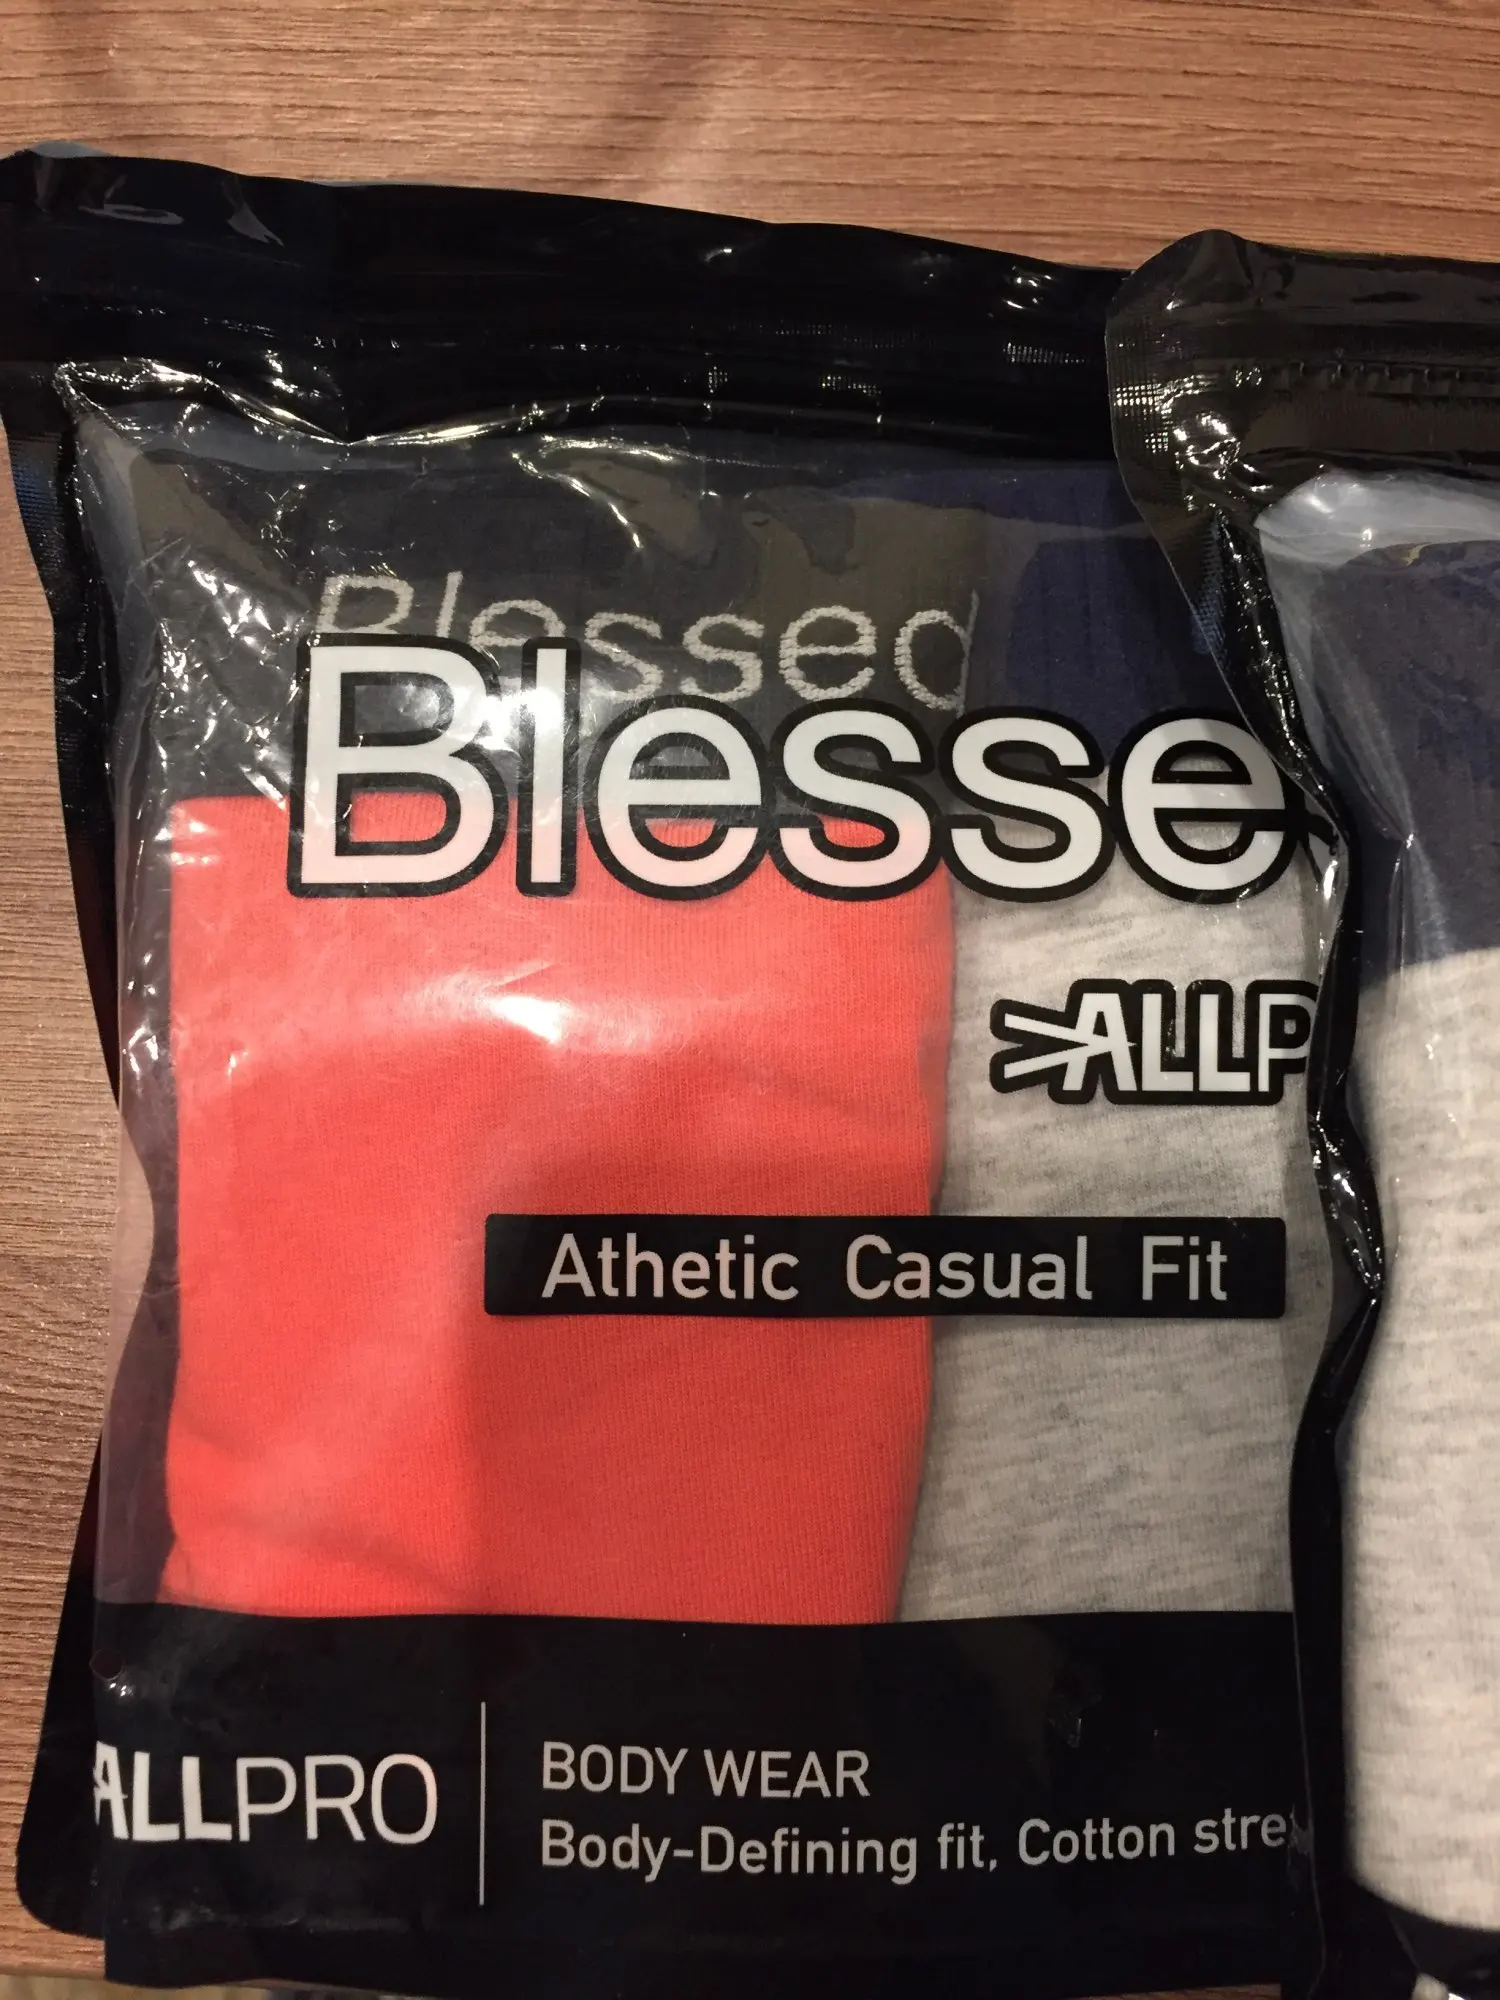 Blessed
Blesse
ALLP
Athetic Casual Fit
ALLPRO
BODY WEAR
Body-Defining fit, Cotton stre